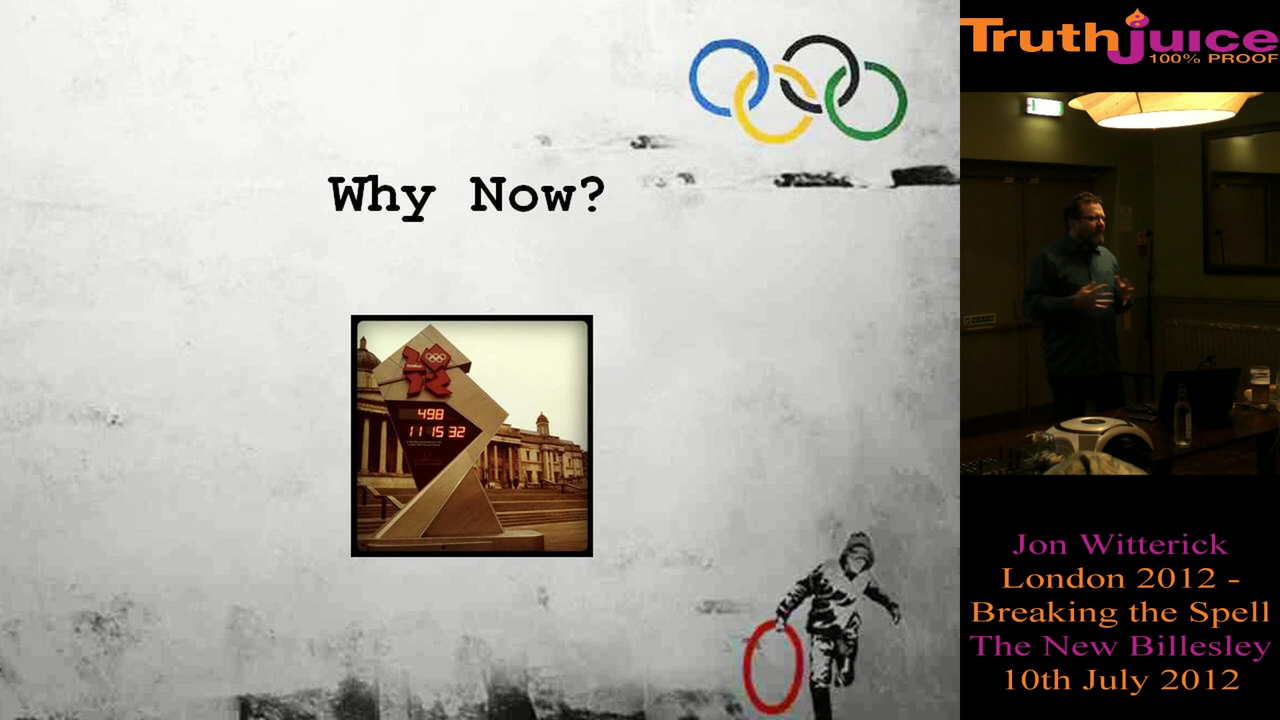 Why Now?
498
11 15 32
Truthjuice
100% PROOF
Jon Witterick
London 2012 -
Breaking the Spell
The New Billesley
10th July 2012